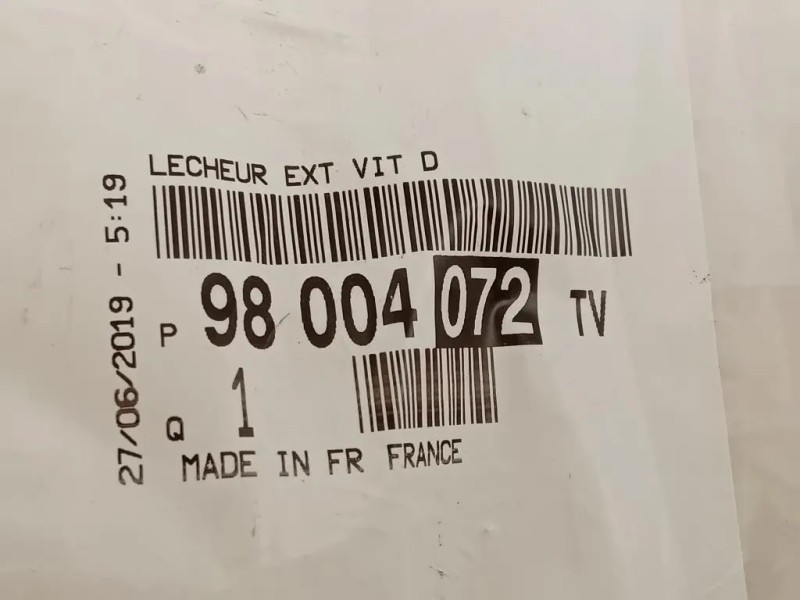 LECHEUR EXT VIT D
27/06/2019 - 5:19
P 98 004 072 TV
Q 1
MADE IN FR FRANCE